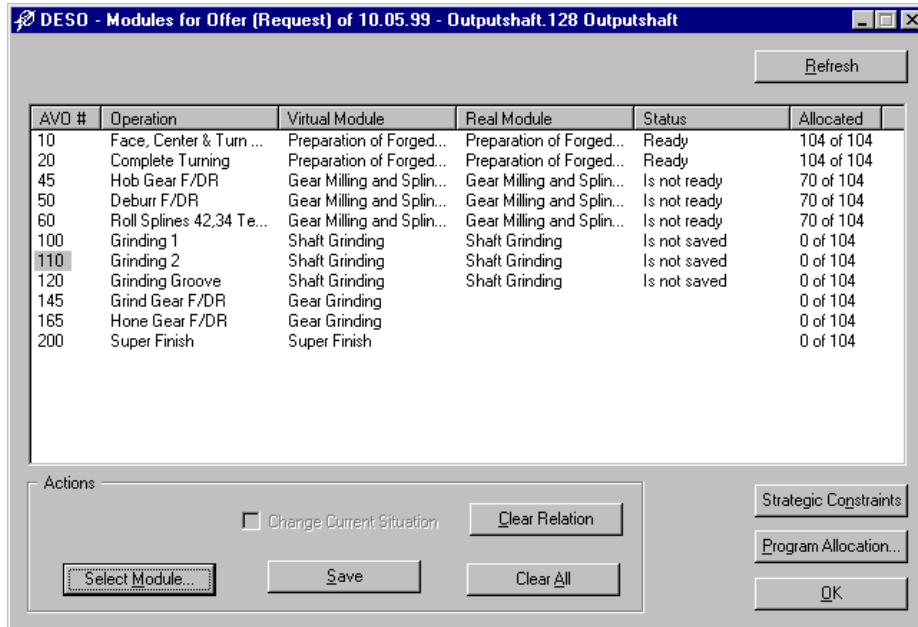 DESO - Modules for Offer (Request) of 10.05.99 - Outputshaft.128 Outputshaft
Refresh
AVO # Operation Virtual Module Real Module Status Allocated
10 Face, Center & Turn ... Preparation of Forged... Preparation of Forged... Ready 104 of 104
20 Complete Turning Preparation of Forged... Preparation of Forged... Ready 104 of 104
45 Hob Gear F/DR Gear Milling and Splin... Gear Milling and Splin... Is not ready 70 of 104
50 Deburr F/DR Gear Milling and Splin... Gear Milling and Splin... Is not ready 70 of 104
60 Roll Splines 42,34 Te... Gear Milling and Splin... Gear Milling and Splin... Is not ready 70 of 104
100 Grinding 1 Shaft Grinding Shaft Grinding Is not saved 0 of 104
110 Grinding 2 Shaft Grinding Shaft Grinding Is not saved 0 of 104
120 Grinding Groove Shaft Grinding Shaft Grinding Is not saved 0 of 104
145 Grind Gear F/DR Gear Grinding 0 of 104
165 Hone Gear F/DR Gear Grinding 0 of 104
200 Super Finish Super Finish 0 of 104
Actions
Change Current Situation
Clear Relation
Select Module...
Save
Clear All
Strategic Constraints
Program Allocation...
OK